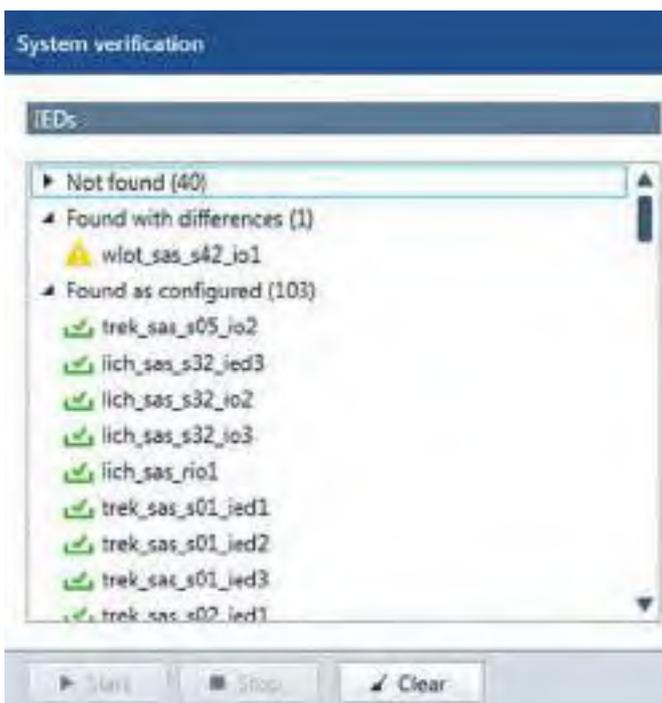 System verification
IEDs
Not found (40)
Found with differences (1)
wlot_sas_s42_io1
Found as configured (103)
trek_sas_s05_io2
lich_sas_s32_ied3
lich_sas_s32_io2
lich_sas_s32_io3
lich_sas_rio1
trek_sas_s01_ied1
trek_sas_s01_ied2
trek_sas_s01_ied3
trek_sas_s02_ied1
Start Stop Clear